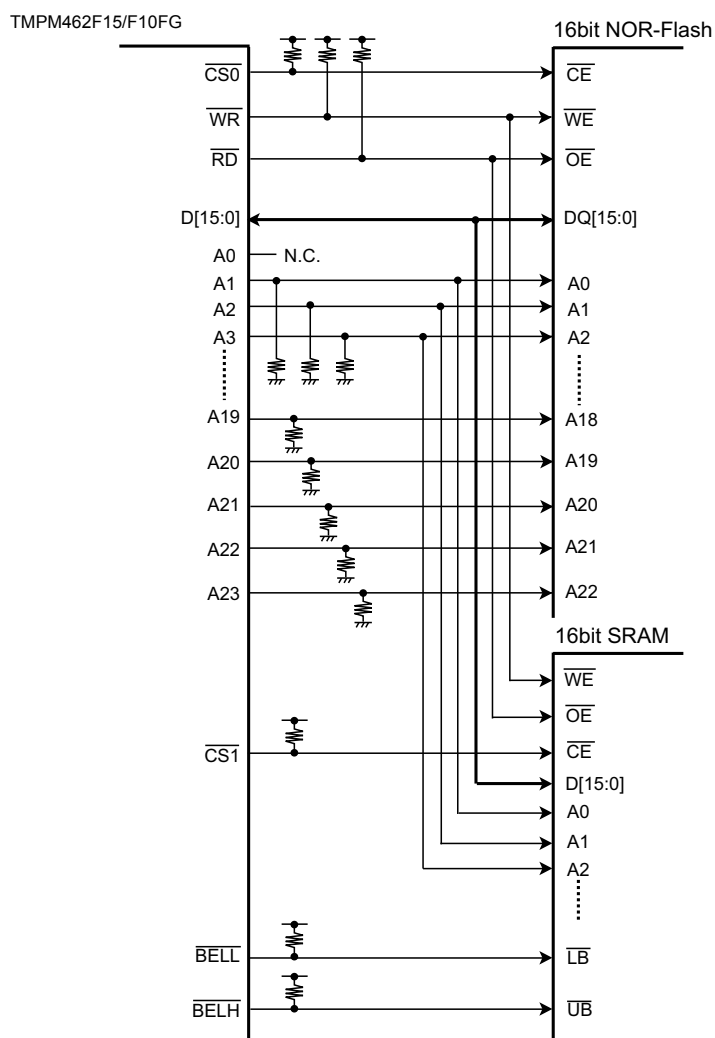 TMPM462F15/F10FG
16bit NOR-Flash
CS0
CE
WR
WE
RD
OE
D[15:0]
DQ[15:0]
A0
N.C.
A1
A0
A2
A1
A3
A2
A19
A18
A20
A19
A21
A20
A22
A21
A23
A22
16bit SRAM
WE
OE
CS1
CE
D[15:0]
A0
A1
A2
BELL
LB
BELH
UB